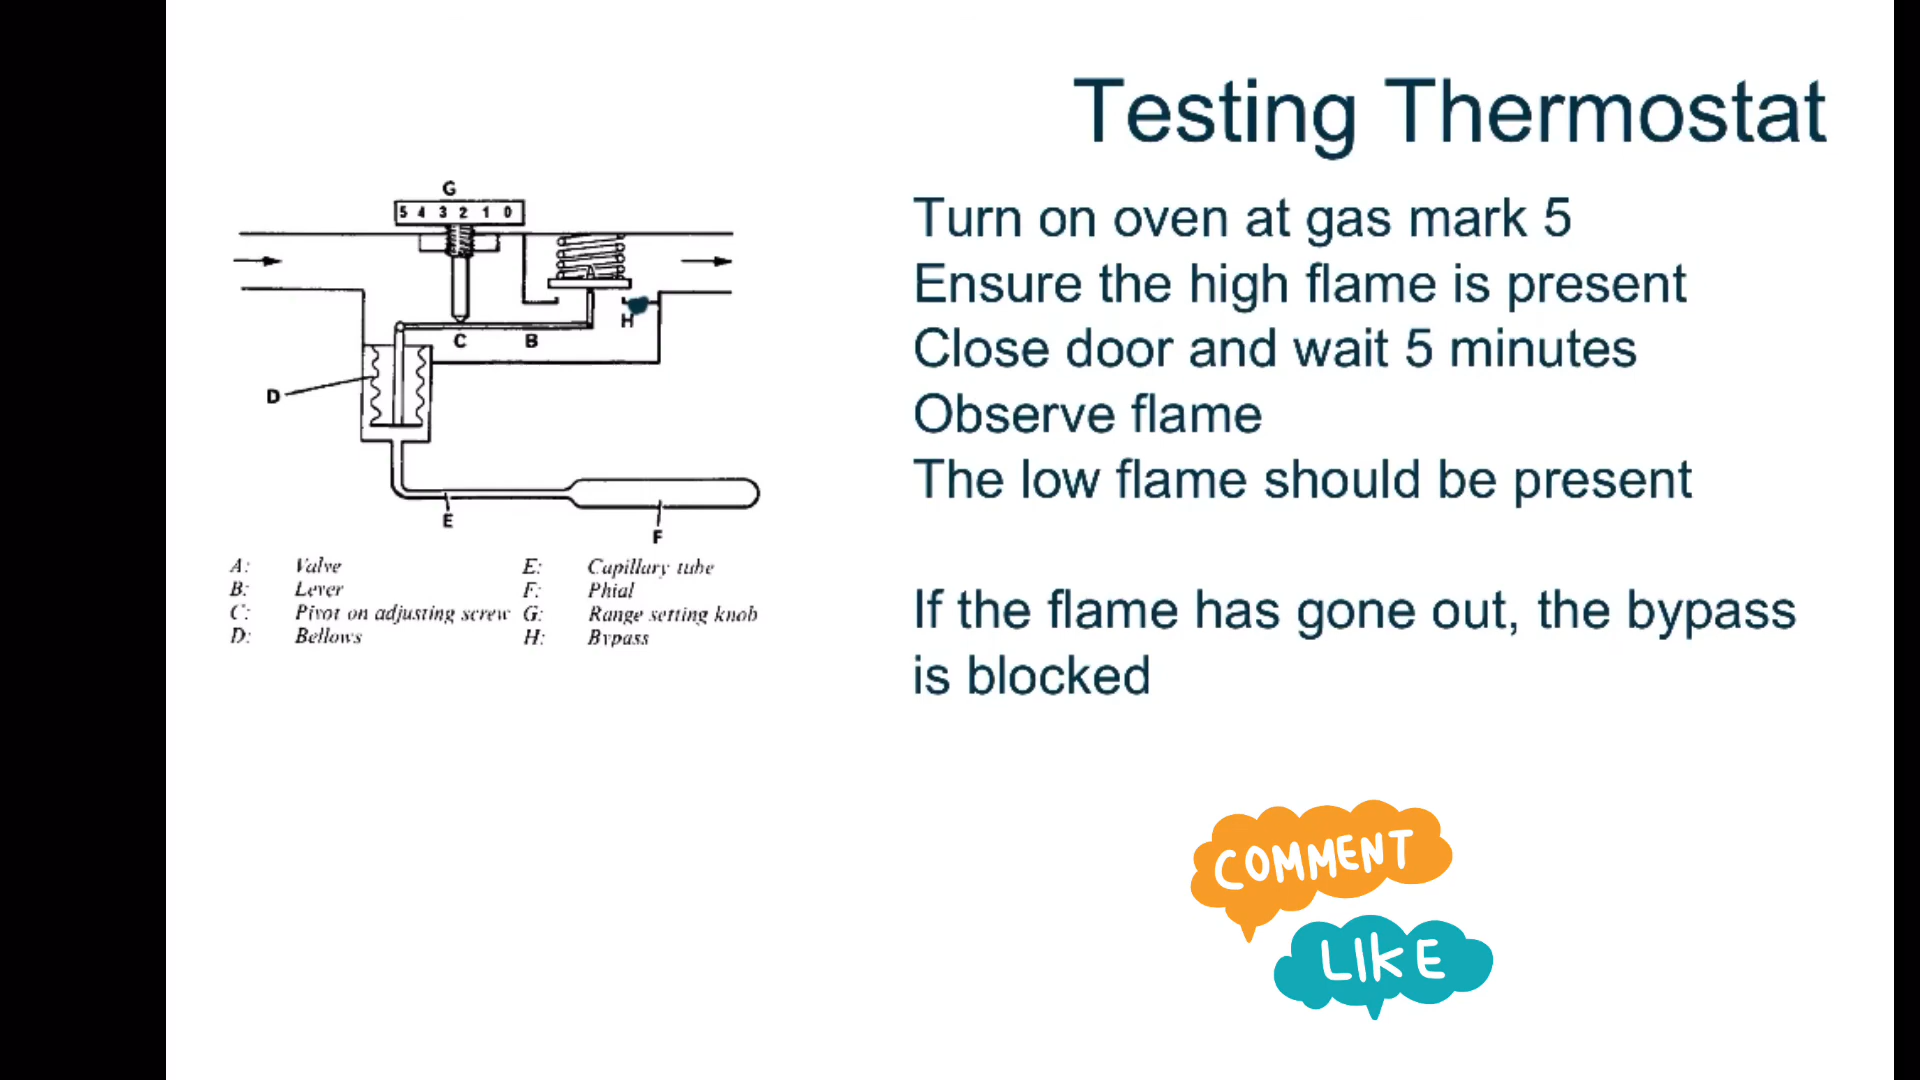 Testing Thermostat
G
5 4 3 2 1 0
H
C
B
D
E
F
A: Valve E: Capillary tube
B: Lever F: Phial
C: Pivot on adjusting screw G: Range setting knob
D: Bellows H: Bypass
Turn on oven at gas mark 5
Ensure the high flame is present
Close door and wait 5 minutes
Observe flame
The low flame should be present
If the flame has gone out, the bypass
is blocked
COMMENT
LIKE